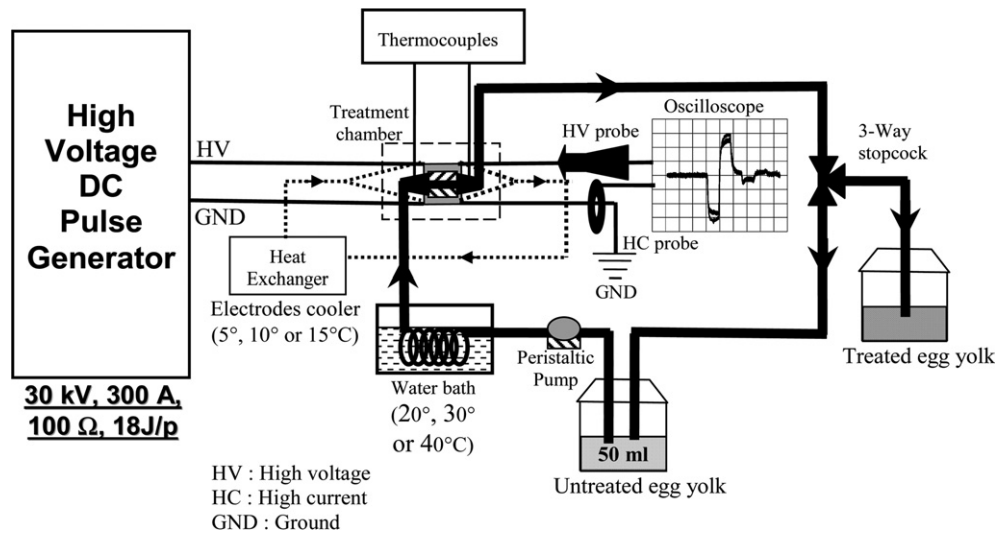 Thermocouples
High
Voltage
DC
Pulse
Generator
Treatment
chamber
Oscilloscope
HV
HV probe
3-Way
stopcock
GND
HC probe
GND
Heat
Exchanger
Electrodes cooler
(5°, 10° or 15°C)
Peristaltic
Pump
Treated egg yolk
30 kV, 300 A,
100 Ω, 18J/p
Water bath
(20°, 30°
or 40°C)
50 ml
Untreated egg yolk
HV : High voltage
HC : High current
GND : Ground